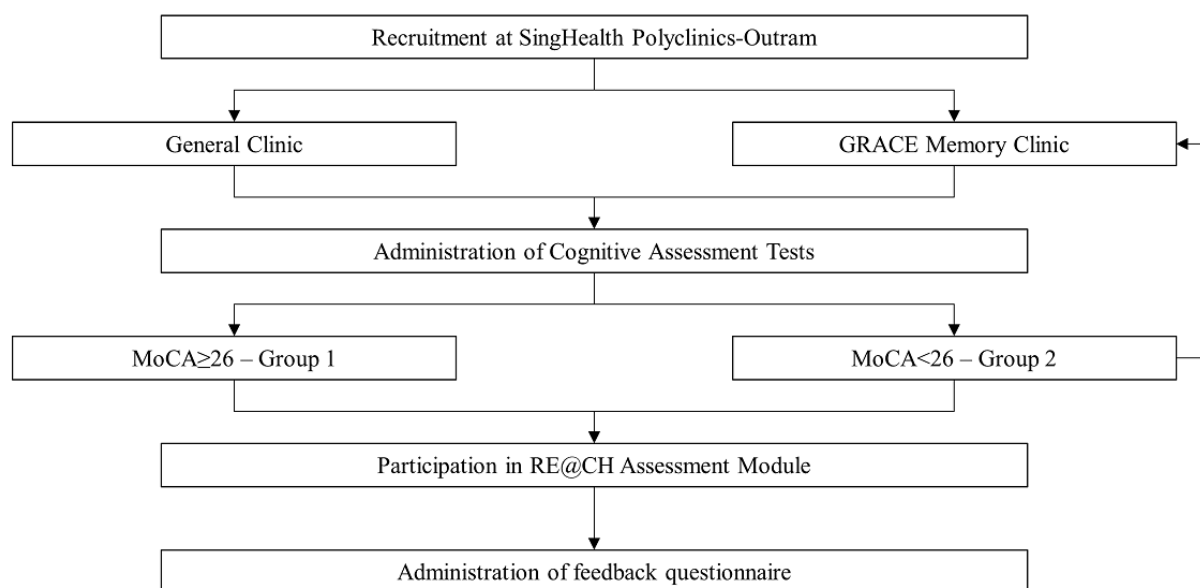 Recruitment at SingHealth Polyclinics-Outram
General Clinic
GRACE Memory Clinic
Administration of Cognitive Assessment Tests
MoCA≥26 – Group 1
MoCA<26 – Group 2
Participation in RE@CH Assessment Module
Administration of feedback questionnaire